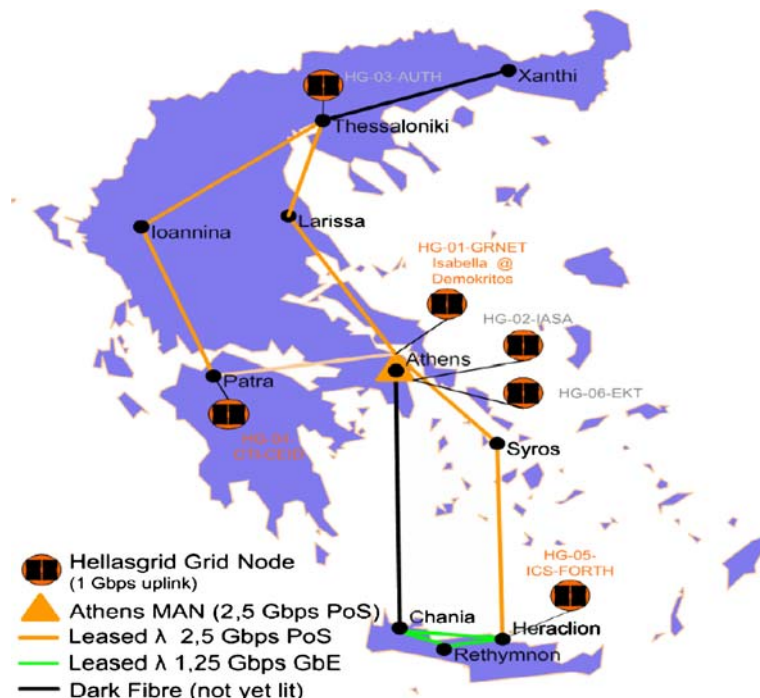 HG-03-AUTH
Xanthi
Thessaloniki
Ioannina
Larissa
HG-01-GRNET
Isabella @
Demokritos
HG-02-IASA
Athens
HG-06-EKT
Patra
HG-04
Syros
HG-05-
ICS-FORTH
Chania
Heraclion
Rethymnon
Hellasgrid Grid Node
(1 Gbps uplink)
Athens MAN (2,5 Gbps PoS)
Leased λ 2,5 Gbps PoS
Leased λ 1,25 Gbps GbE
Dark Fibre (not yet lit)